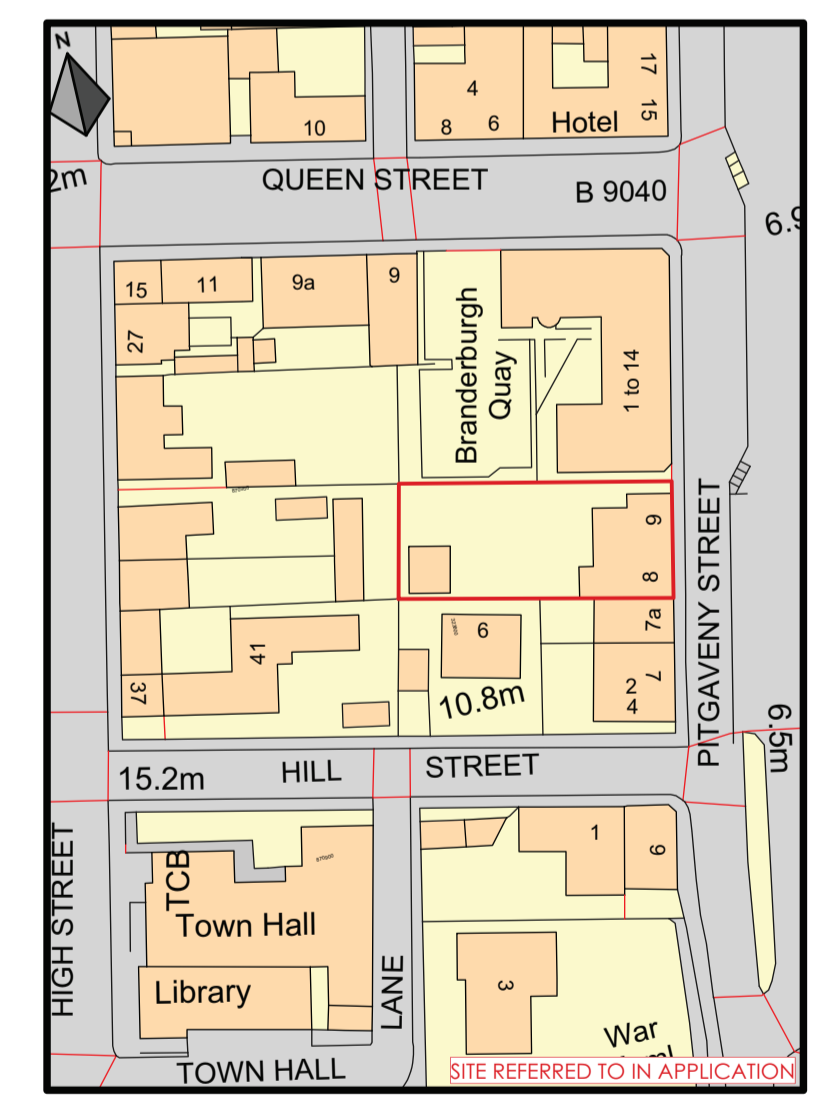 N
17
15
4
8 6
10
Hotel
2m
QUEEN STREET
B 9040
6.9
15
11
9a
9
27
Branderburgh
Quay
1 to 14
9
8
PITGAVENY STREET
7a
7
2
4
6
10.8m
41
37
6.5m
15.2m
HILL STREET
HIGH STREET
TCB
Town Hall
Library
LANE
TOWN HALL
1
6
3
War
SITE REFERRED TO IN APPLICATION